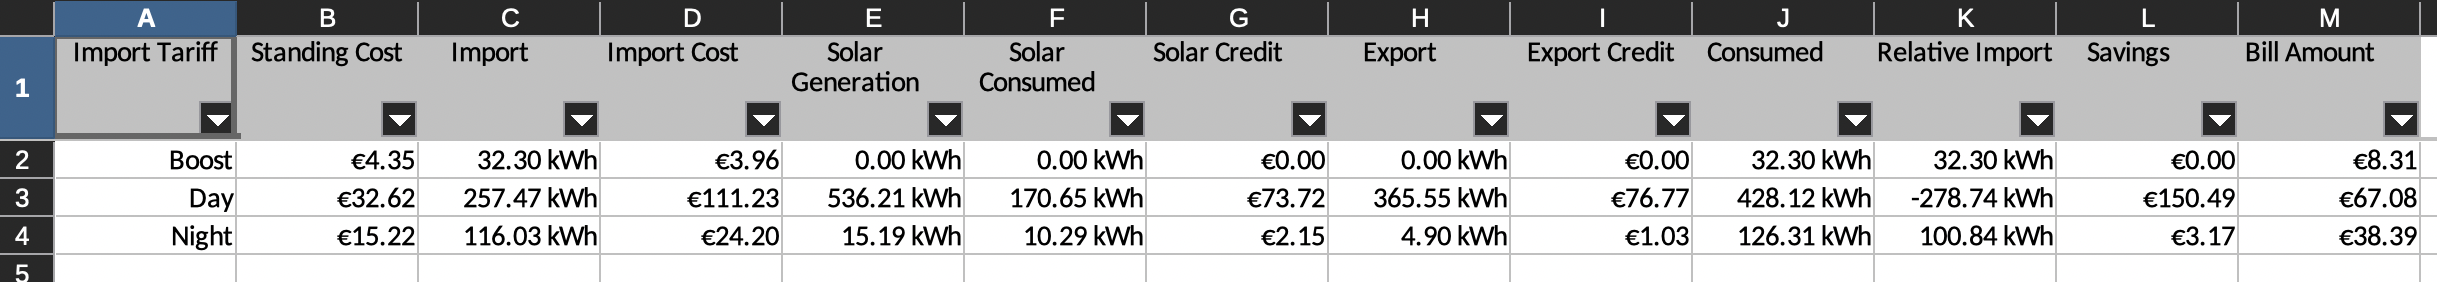 A B C D E F G H I J K L M
1 Import Tariff Standing Cost Import Import Cost Solar Generation Solar Consumed Solar Credit Export Export Credit Consumed Relative Import Savings Bill Amount
2 Boost €4.35 32.30 kWh €3.96 0.00 kWh 0.00 kWh €0.00 0.00 kWh €0.00 32.30 kWh 32.30 kWh €0.00 €8.31
3 Day €32.62 257.47 kWh €111.23 536.21 kWh 170.65 kWh €73.72 365.55 kWh €76.77 428.12 kWh -278.74 kWh €150.49 €67.08
4 Night €15.22 116.03 kWh €24.20 15.19 kWh 10.29 kWh €2.15 4.90 kWh €1.03 126.31 kWh 100.84 kWh €3.17 €38.39
5